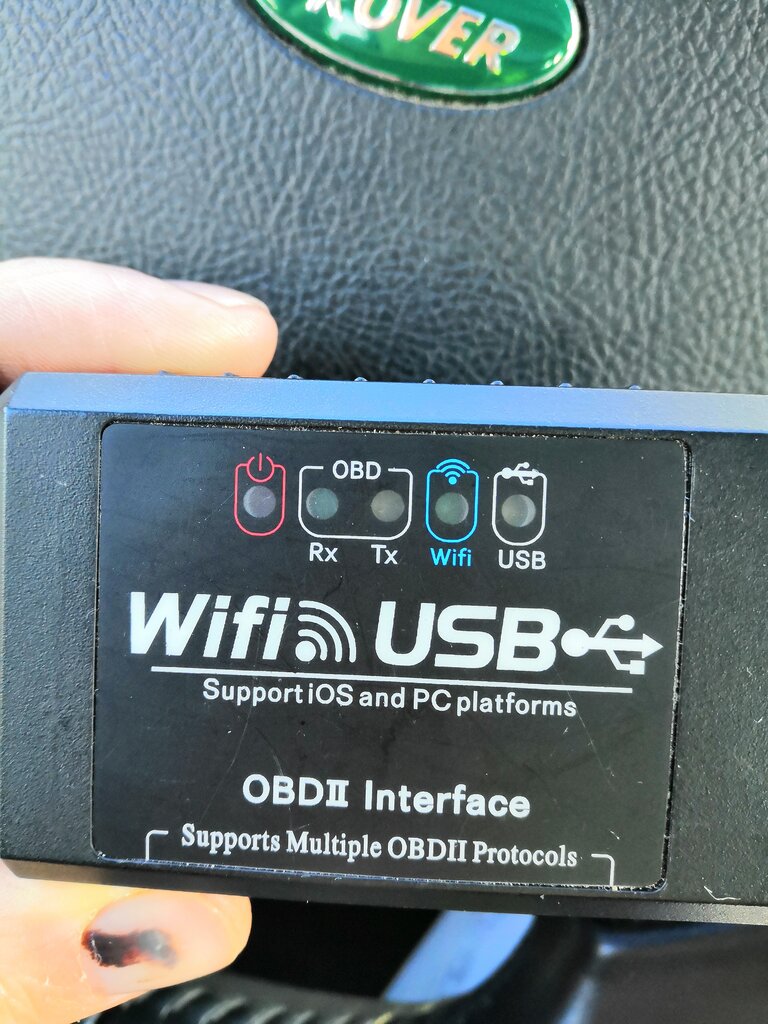 ROVER
OBD
Rx Tx Wifi USB
Wifi USB
Support iOS and PC platforms
OBDII Interface
Supports Multiple OBDII Protocols